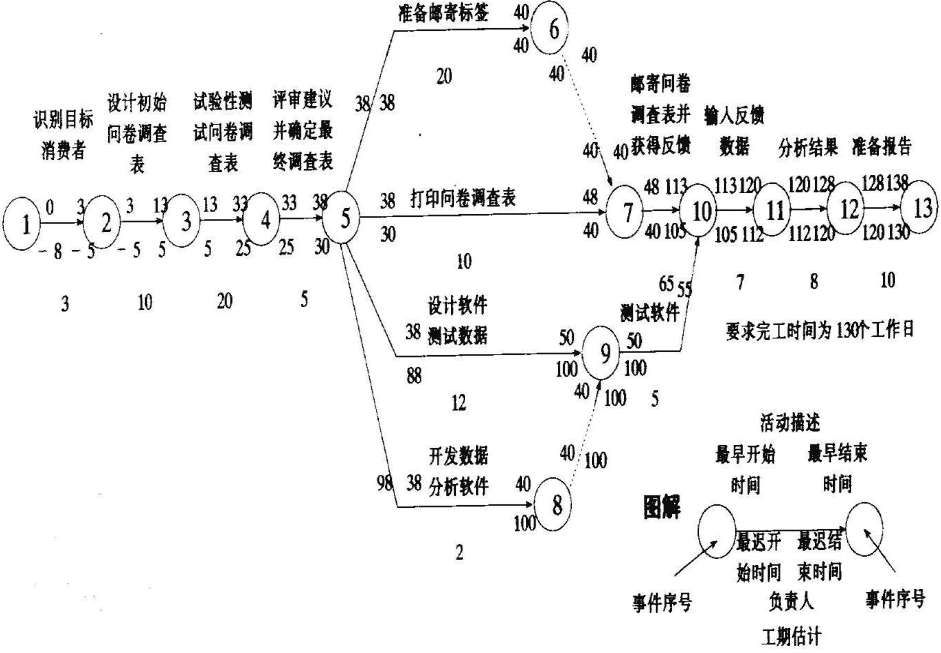 准备邮寄标签
40
40
6
20
40
40
38
38
识别目标
消费者
设计初始
问卷调查
表
试验性测
试问卷调
查表
评审建议
并确定最
终调查表
邮寄问卷
调查表并
获得反馈
输人反馈
数据
分析结果
准备报告
40
40
1
0
3
-8
-5
3
2
3
13
-5
5
10
3
13
33
5
25
20
4
33
38
25
30
5
5
38
30
打印问卷调查表
48
40
10
7
48
113
40
105
10
113
120
105
112
7
11
120
128
112
120
8
12
128
138
120
130
10
13
设计软件
测试数据
38
88
12
50
100
9
测试软件
65
55
50
100
5
要求完工时间为130个工作日
40
100
40
100
开发数据
分析软件
98
38
40
100
8
2
活动描述
最早开始
时间
最早结束
时间
图解
最迟开
始时间
最迟结
束时间
事件序号
负责人
事件序号
工期估计